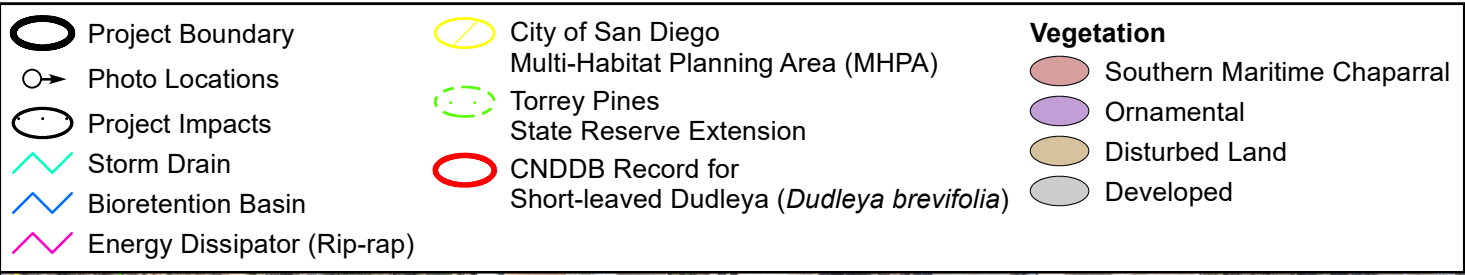 Project Boundary
Photo Locations
Project Impacts
Storm Drain
Bioretention Basin
Energy Dissipator (Rip-rap)
City of San Diego
Multi-Habitat Planning Area (MHPA)
Torrey Pines
State Reserve Extension
CNDDB Record for
Short-leaved Dudleya (Dudleya brevifolia)
Vegetation
Southern Maritime Chaparral
Ornamental
Disturbed Land
Developed